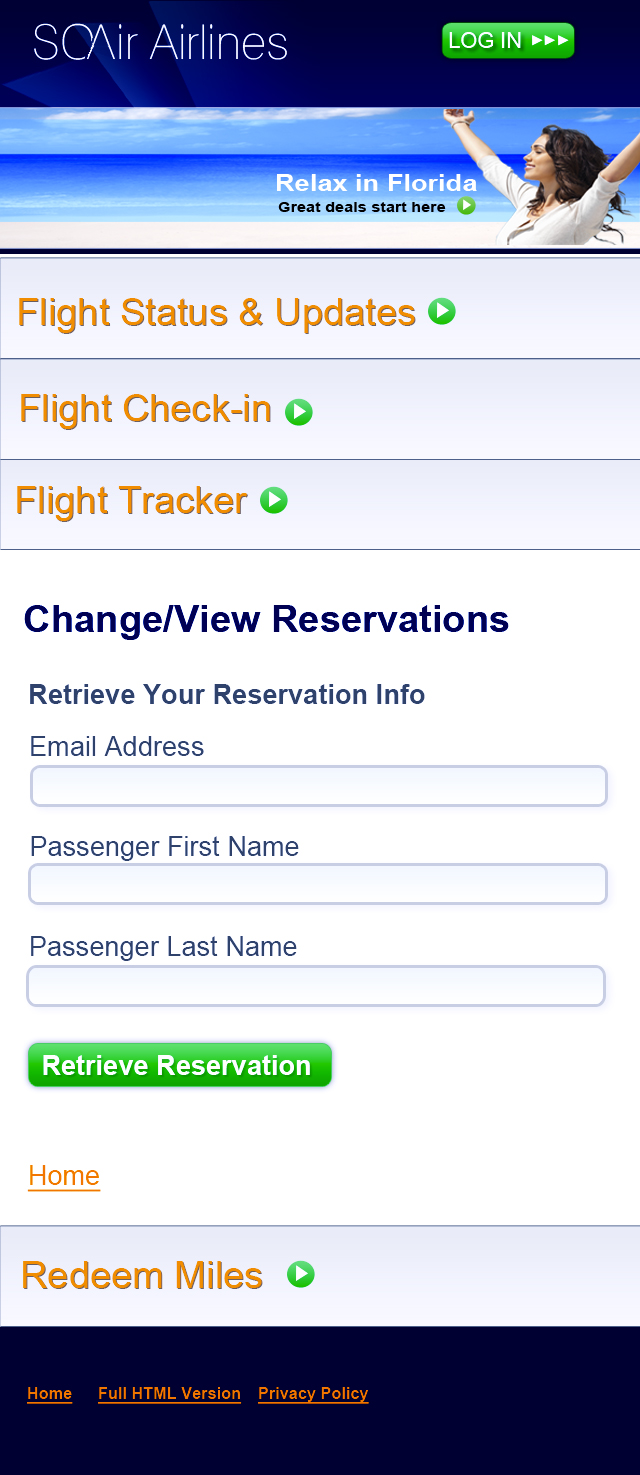 SOAir Airlines
LOG IN
Relax in Florida
Great deals start here
Flight Status & Updates
Flight Check-in
Flight Tracker
Change/View Reservations
Retrieve Your Reservation Info
Email Address
Passenger First Name
Passenger Last Name
Retrieve Reservation
Home
Redeem Miles
Home Full HTML Version Privacy Policy